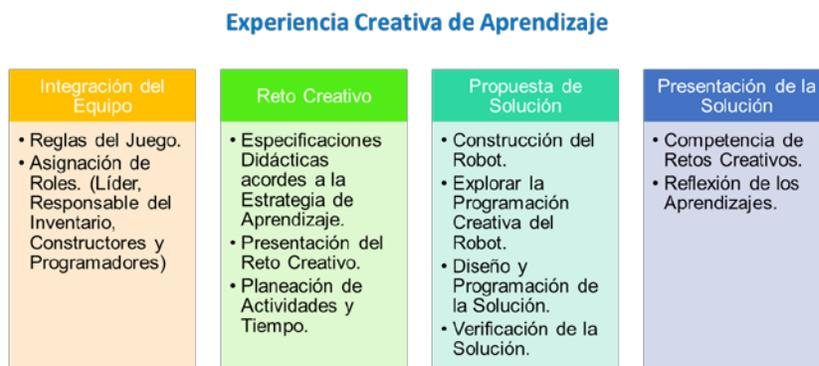 Experiencia Creativa de Aprendizaje
Integración del
Equipo
• Reglas del Juego.
• Asignación de
Roles. (Líder,
Responsable del
Inventario,
Constructores y
Programadores)
Reto Creativo
• Especificaciones
Didácticas
acordes a la
Estrategia de
Aprendizaje.
• Presentación del
Reto Creativo.
• Planeación de
Actividades y
Tiempo.
Propuesta de
Solución
• Construcción del
Robot.
• Explorar la
Programación
Creativa del
Robot.
• Diseño y
Programación de
la Solución.
• Verificación de la
Solución.
Presentación de la
Solución
• Competencia de
Retos Creativos.
• Reflexión de los
Aprendizajes.